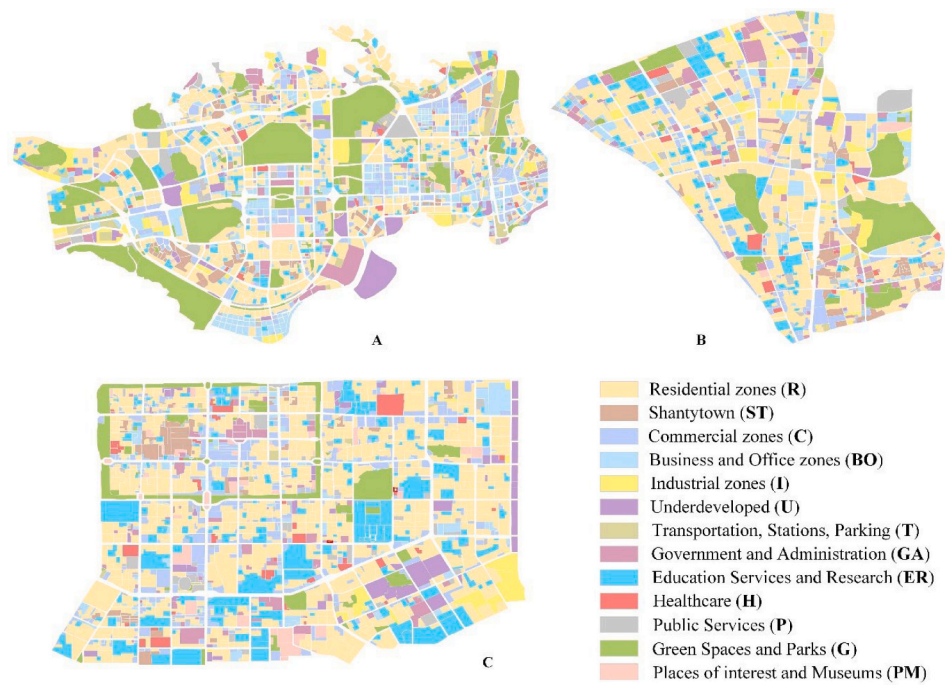 A
B
C
Residential zones (R)
Shantytown (ST)
Commercial zones (C)
Business and Office zones (BO)
Industrial zones (I)
Underdeveloped (U)
Transportation, Stations, Parking (T)
Government and Administration (GA)
Education Services and Research (ER)
Healthcare (H)
Public Services (P)
Green Spaces and Parks (G)
Places of interest and Museums (PM)